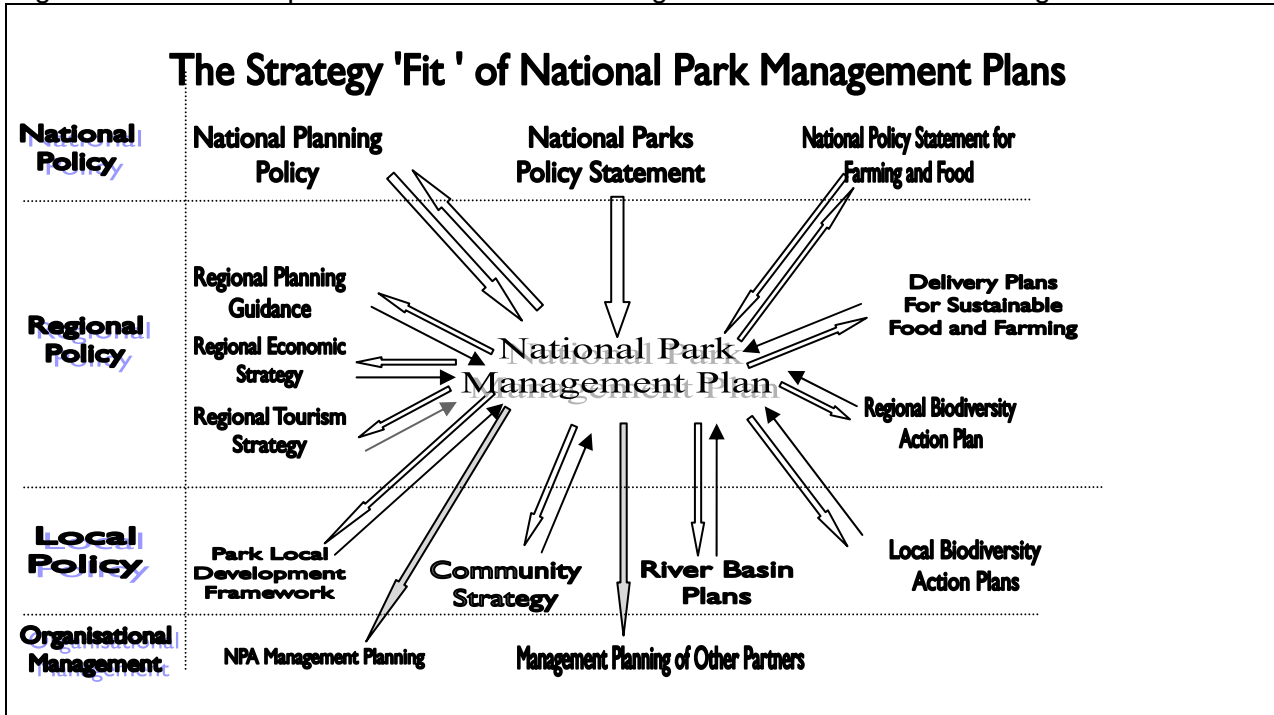 The Strategy 'Fit ' of National Park Management Plans
National
Policy
National Planning
Policy
National Parks
Policy Statement
National Policy Statement for
Farming and Food
Regional
Policy
Regional Planning
Guidance
Regional Economic
Strategy
Regional Tourism
Strategy
National Park
Management Plan
Delivery Plans
For Sustainable
Food and Farming
Regional Biodiversity
Action Plan
Local
Policy
Park Local
Development
Framework
Community
Strategy
River Basin
Plans
Local Biodiversity
Action Plans
Organisational
Management
NPA Management Planning
Management Planning of Other Partners